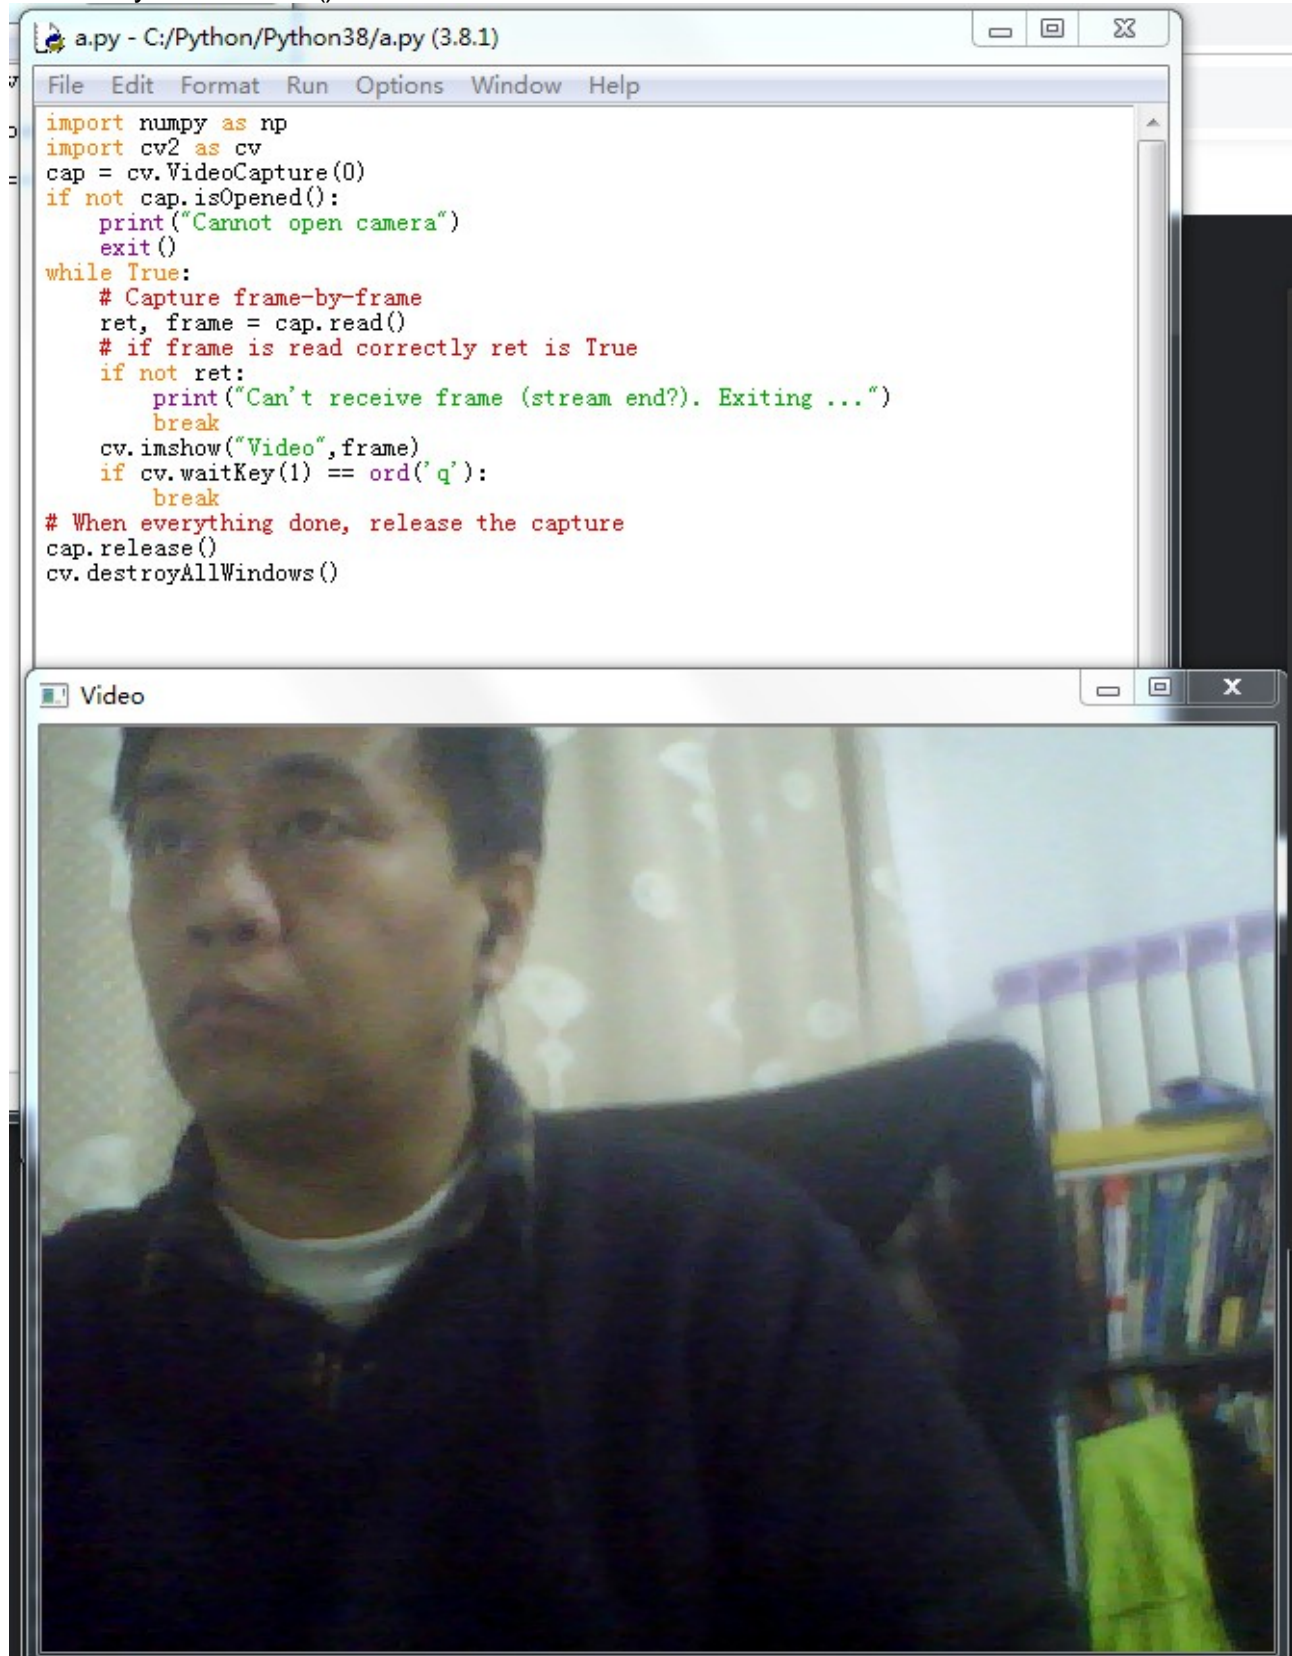 a.py - C:/Python/Python38/a.py (3.8.1)
File Edit Format Run Options Window Help
import numpy as np
import cv2 as cv
cap = cv.VideoCapture(0)
if not cap.isOpened():
    print("Cannot open camera")
    exit()
while True:
    # Capture frame-by-frame
    ret, frame = cap.read()
    # if frame is read correctly ret is True
    if not ret:
        print("Can't receive frame (stream end?). Exiting ...")
        break
    cv.imshow("Video",frame)
    if cv.waitKey(1) == ord('q'):
        break
# When everything done, release the capture
cap.release()
cv.destroyAllWindows()
Video